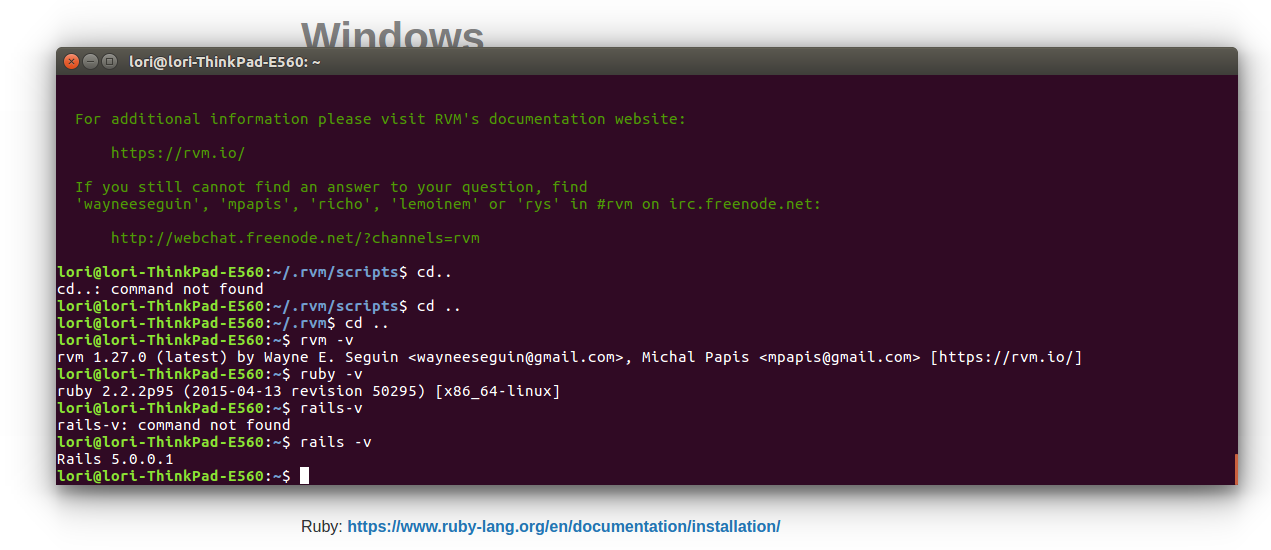 Windows
lori@lori-ThinkPad-E560: ~
For additional information please visit RVM's documentation website:
https://rvm.io/
If you still cannot find an answer to your question, find
'wayneeseguin', 'mpapis', 'richo', 'lemoinem' or 'rys' in #rvm on irc.freenode.net:
http://webchat.freenode.net/?channels=rvm
lori@lori-ThinkPad-E560:~/.rvm/scripts$ cd..
cd..: command not found
lori@lori-ThinkPad-E560:~/.rvm/scripts$ cd ..
lori@lori-ThinkPad-E560:~/.rvm$ cd ..
lori@lori-ThinkPad-E560:~$ rvm -v
rvm 1.27.0 (latest) by Wayne E. Seguin <wayneeseguin@gmail.com>, Michal Papis <mpapis@gmail.com> [https://rvm.io/]
lori@lori-ThinkPad-E560:~$ ruby -v
ruby 2.2.2p95 (2015-04-13 revision 50295) [x86_64-linux]
lori@lori-ThinkPad-E560:~$ rails-v
rails-v: command not found
lori@lori-ThinkPad-E560:~$ rails -v
Rails 5.0.0.1
lori@lori-ThinkPad-E560:~$
Ruby: https://www.ruby-lang.org/en/documentation/installation/